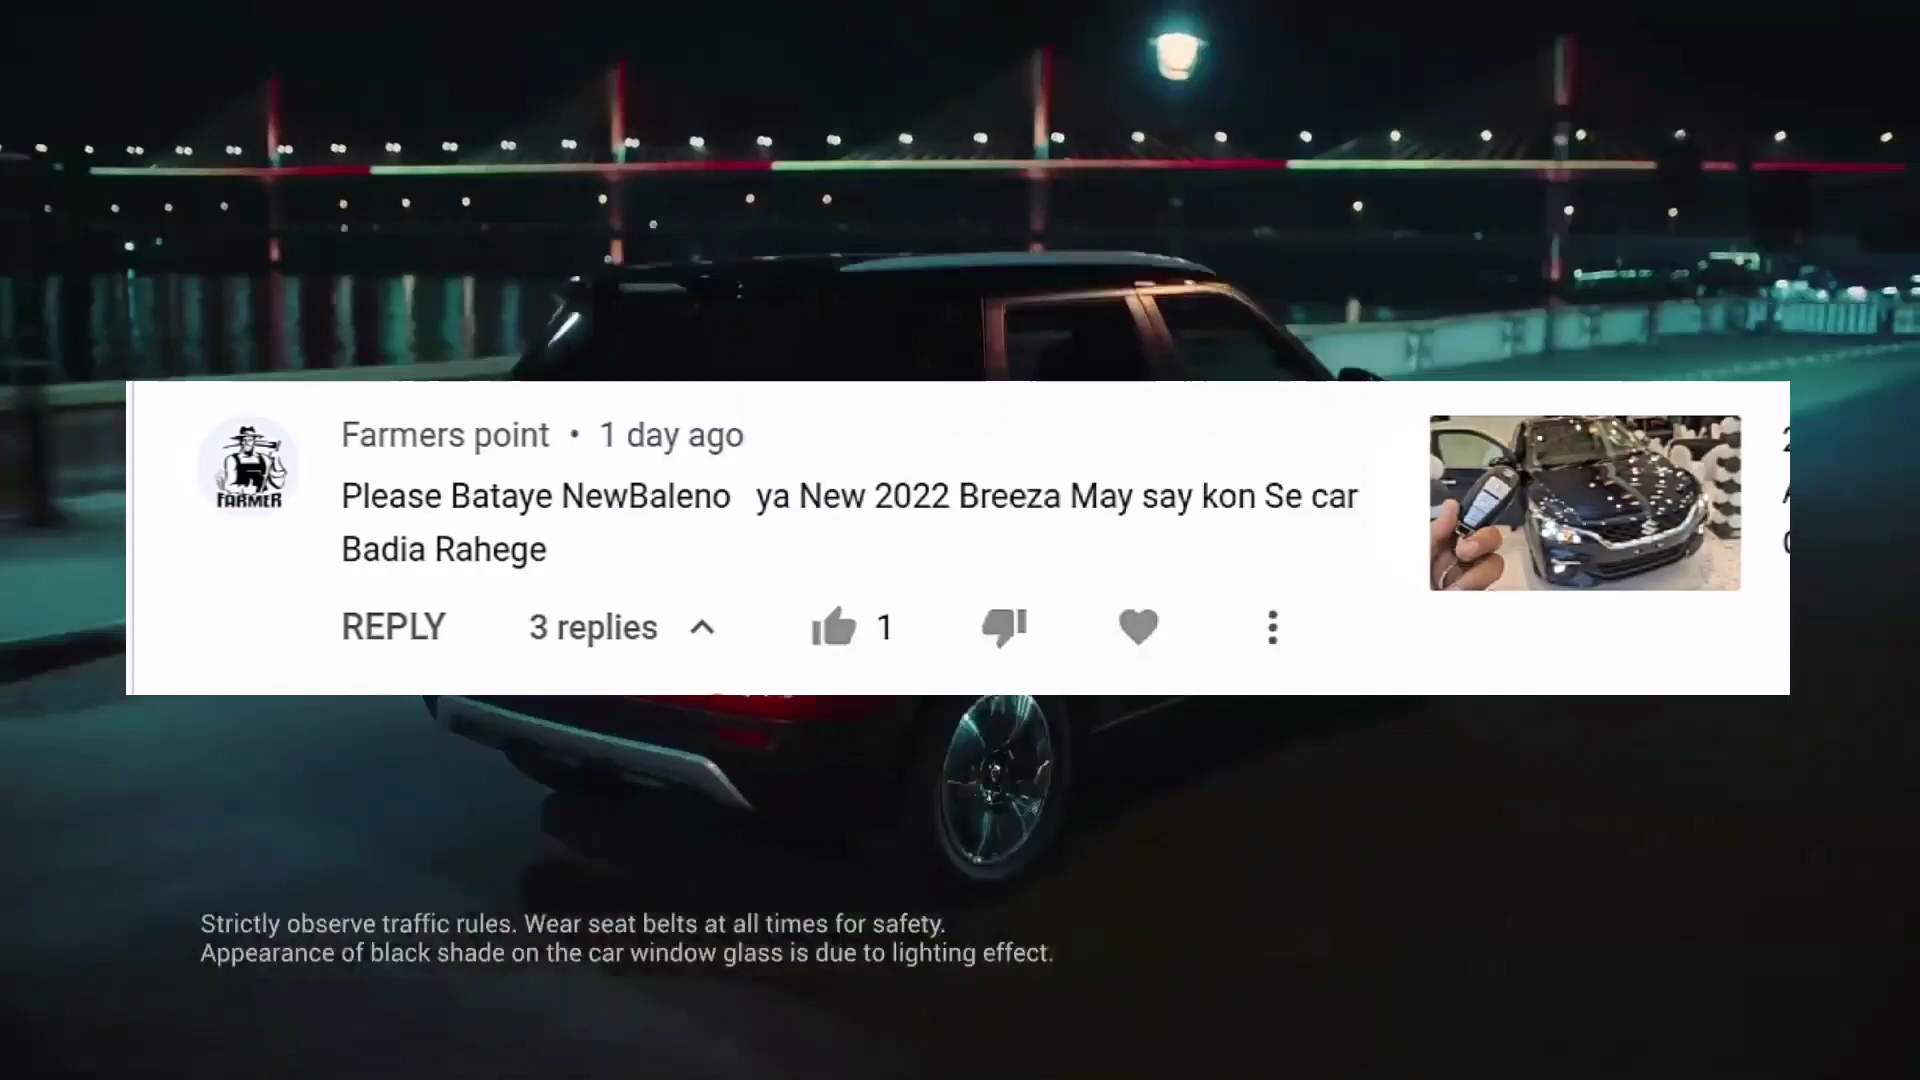 Farmers point • 1 day ago
FARMER
Please Bataye NewBaleno ya New 2022 Breeza May say kon Se car
Badia Rahege
REPLY 3 replies 1
Strictly observe traffic rules. Wear seat belts at all times for safety.
Appearance of black shade on the car window glass is due to lighting effect.